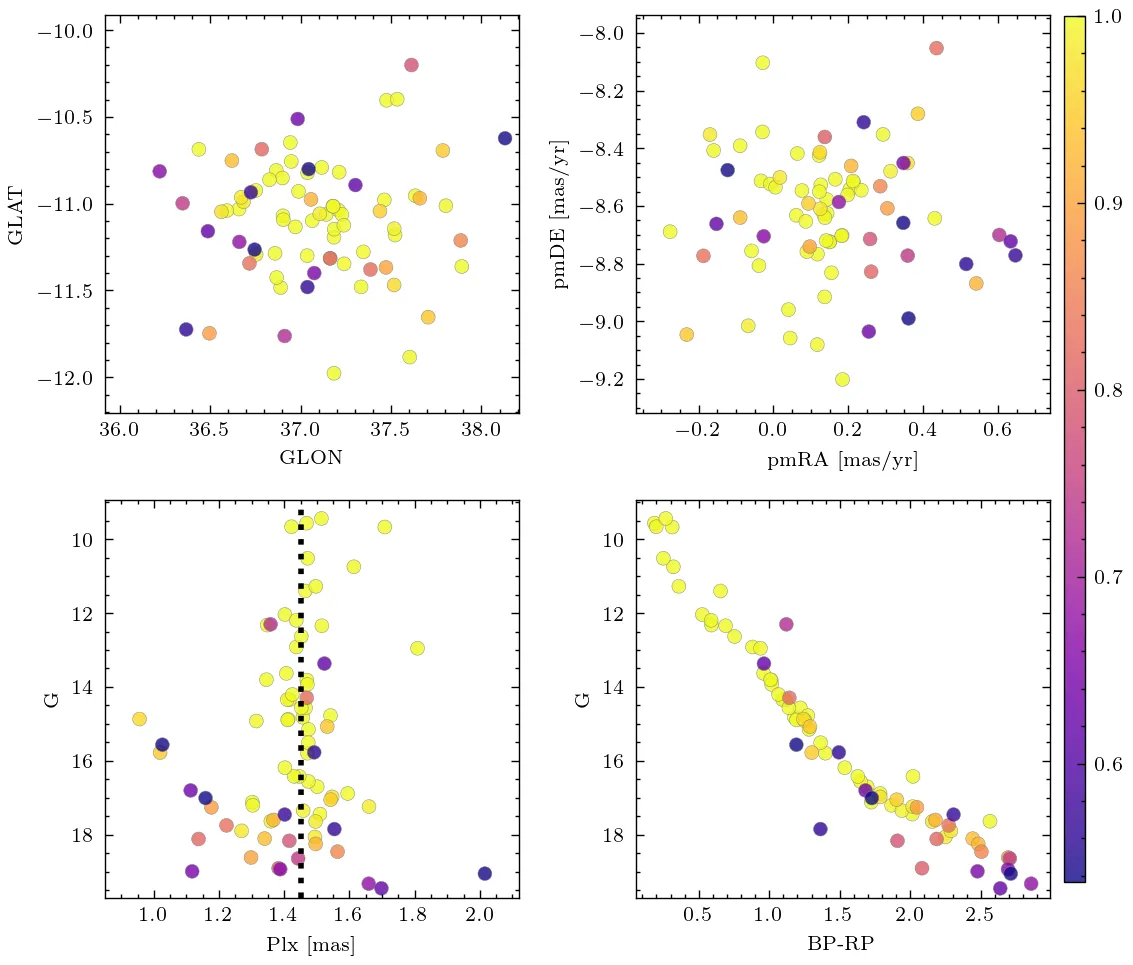 −10.0
−10.5
−11.0
−11.5
−12.0
GLAT
36.0 36.5 37.0 37.5 38.0
GLON
−8.0
−8.2
−8.4
−8.6
−8.8
−9.0
−9.2
pmDE [mas/yr]
−0.2 0.0 0.2 0.4 0.6
pmRA [mas/yr]
1.0
0.9
0.8
0.7
0.6
10
12
14
16
18
G
1.0 1.2 1.4 1.6 1.8 2.0
Plx [mas]
10
12
14
16
18
G
0.5 1.0 1.5 2.0 2.5
BP-RP